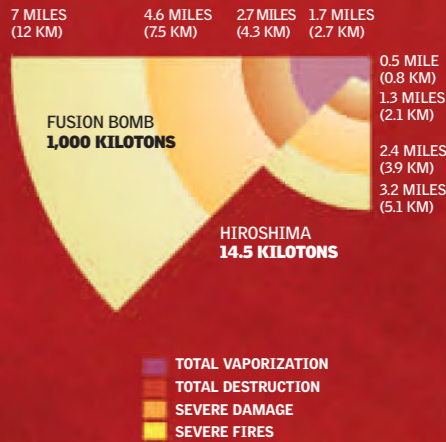 7 MILES
(12 KM)
4.6 MILES
(7.5 KM)
2.7 MILES
(4.3 KM)
1.7 MILES
(2.7 KM)
0.5 MILE
(0.8 KM)
1.3 MILES
(2.1 KM)
2.4 MILES
(3.9 KM)
3.2 MILES
(5.1 KM)
FUSION BOMB
1,000 KILOTONS
HIROSHIMA
14.5 KILOTONS
TOTAL VAPORIZATION
TOTAL DESTRUCTION
SEVERE DAMAGE
SEVERE FIRES